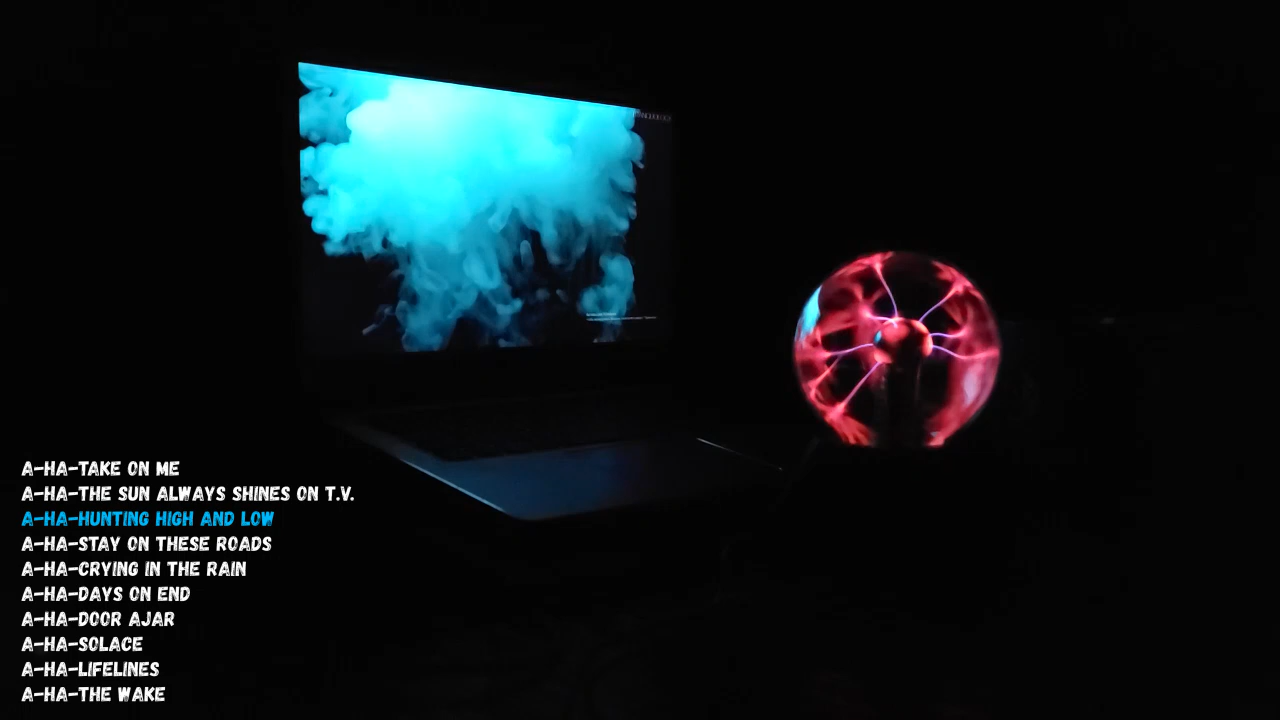 A-HA-TAKE ON ME
A-HA-THE SUN ALWAYS SHINES ON T.V.
A-HA-HUNTING HIGH AND LOW
A-HA-STAY ON THESE ROADS
A-HA-CRYING IN THE RAIN
A-HA-DAYS ON END
A-HA-DOOR AJAR
A-HA-SOLACE
A-HA-LIFELINES
A-HA-THE WAKE